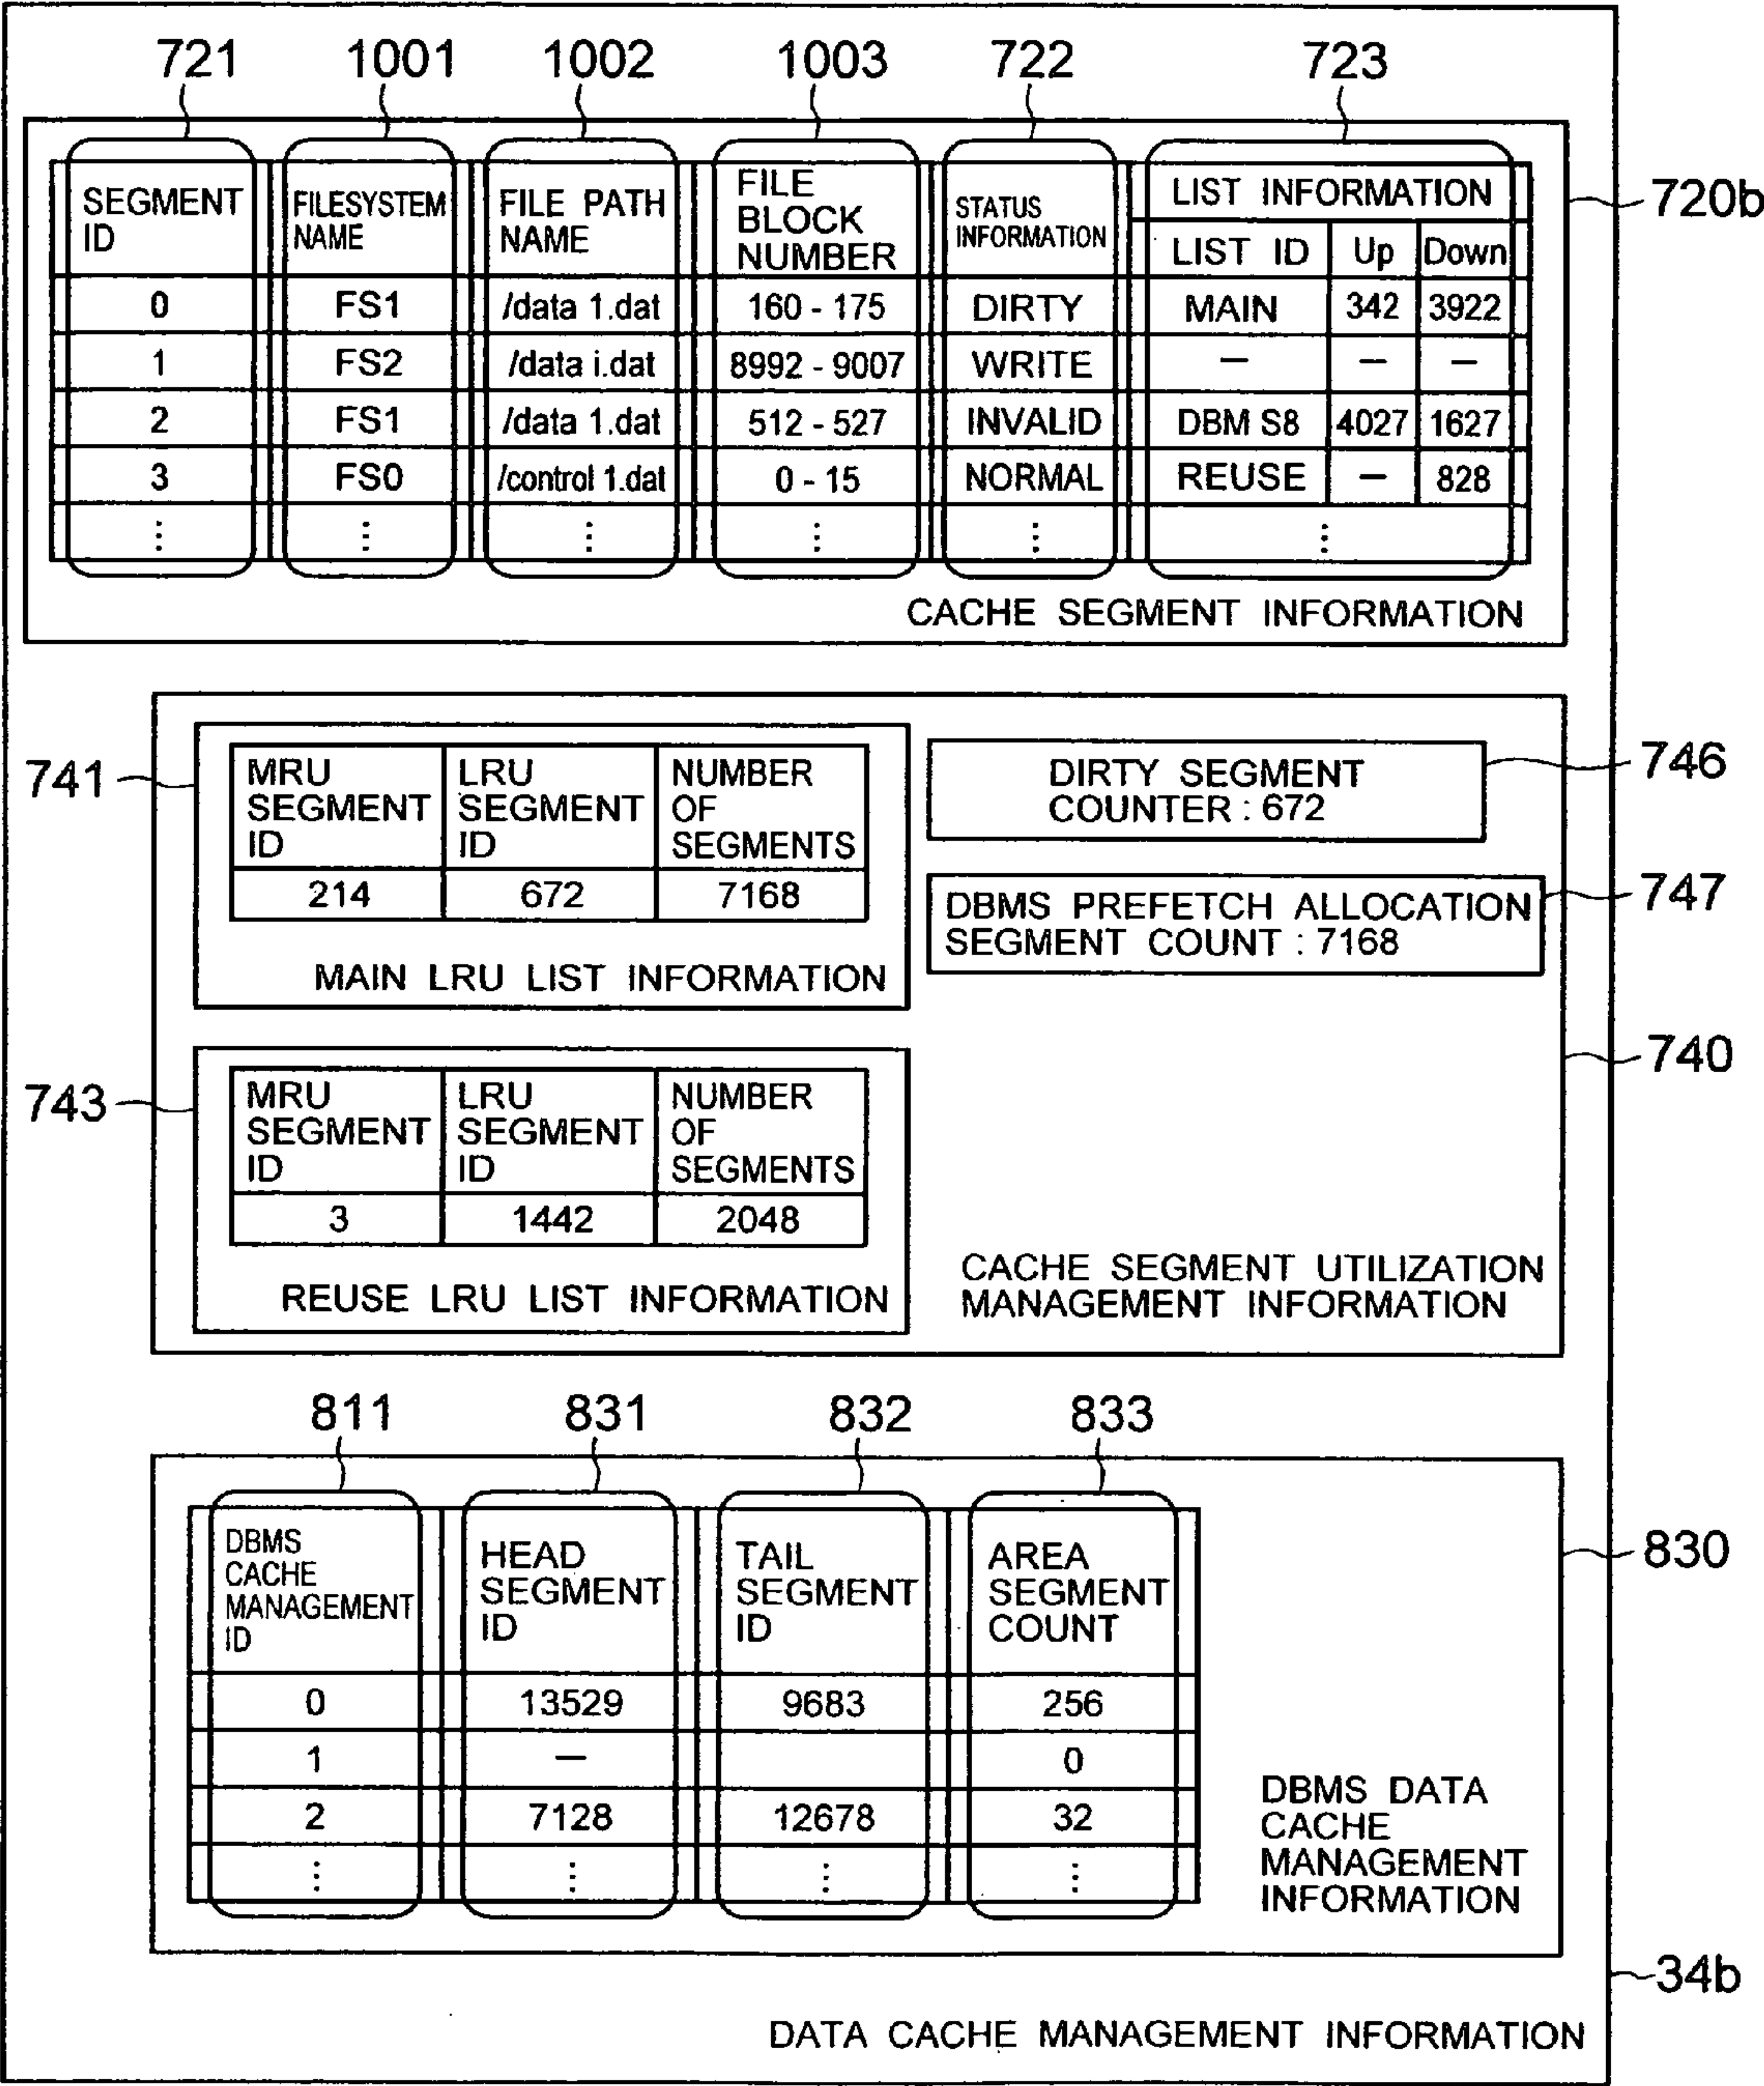 721 1001 1002 1003 722 723
720b
SEGMENT
ID
FILESYSTEM
NAME
FILE PATH
NAME
FILE
BLOCK
NUMBER
STATUS
INFORMATION
LIST INFORMATION
LIST ID Up Down
0 FS1 /data 1.dat 160 - 175 DIRTY MAIN 342 3922
1 FS2 /data i.dat 8992 - 9007 WRITE — — —
2 FS1 /data 1.dat 512 - 527 INVALID DBM S8 4027 1627
3 FS0 /control 1.dat 0 - 15 NORMAL REUSE — 828
⋮ ⋮ ⋮ ⋮ ⋮ ⋮
CACHE SEGMENT INFORMATION
741
MRU
SEGMENT
ID
LRU
SEGMENT
ID
NUMBER
OF
SEGMENTS
214 672 7168
MAIN LRU LIST INFORMATION
DIRTY SEGMENT
COUNTER : 672
746
DBMS PREFETCH ALLOCATION
SEGMENT COUNT : 7168
747
740
743
MRU
SEGMENT
ID
LRU
SEGMENT
ID
NUMBER
OF
SEGMENTS
3 1442 2048
REUSE LRU LIST INFORMATION
CACHE SEGMENT UTILIZATION
MANAGEMENT INFORMATION
811 831 832 833
830
DBMS
CACHE
MANAGEMENT
ID
HEAD
SEGMENT
ID
TAIL
SEGMENT
ID
AREA
SEGMENT
COUNT
0 13529 9683 256
1 — 0
2 7128 12678 32
⋮ ⋮ ⋮ ⋮
DBMS DATA
CACHE
MANAGEMENT
INFORMATION
34b
DATA CACHE MANAGEMENT INFORMATION